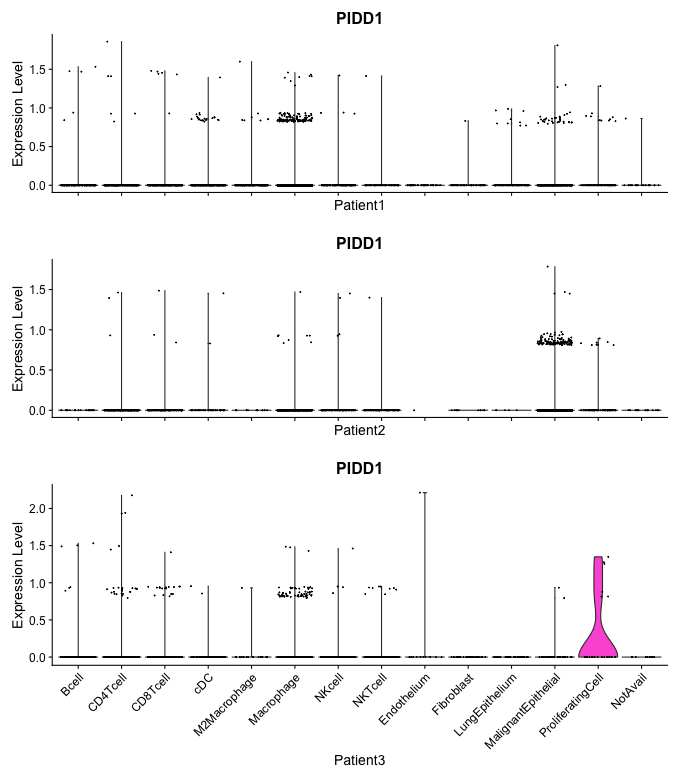 PIDD1
Expression Level
1.5
1.0
0.5
0.0
Patient1
PIDD1
Expression Level
1.5
1.0
0.5
0.0
Patient2
PIDD1
Expression Level
2.0
1.5
1.0
0.5
0.0
Bcell
CD4Tcell
CD8Tcell
cDC
M2Macrophage
Macrophage
NKcell
NKTcell
Endothelium
Fibroblast
LungEpithelium
MalignantEpithelial
ProliferatingCell
NotAvail
Patient3